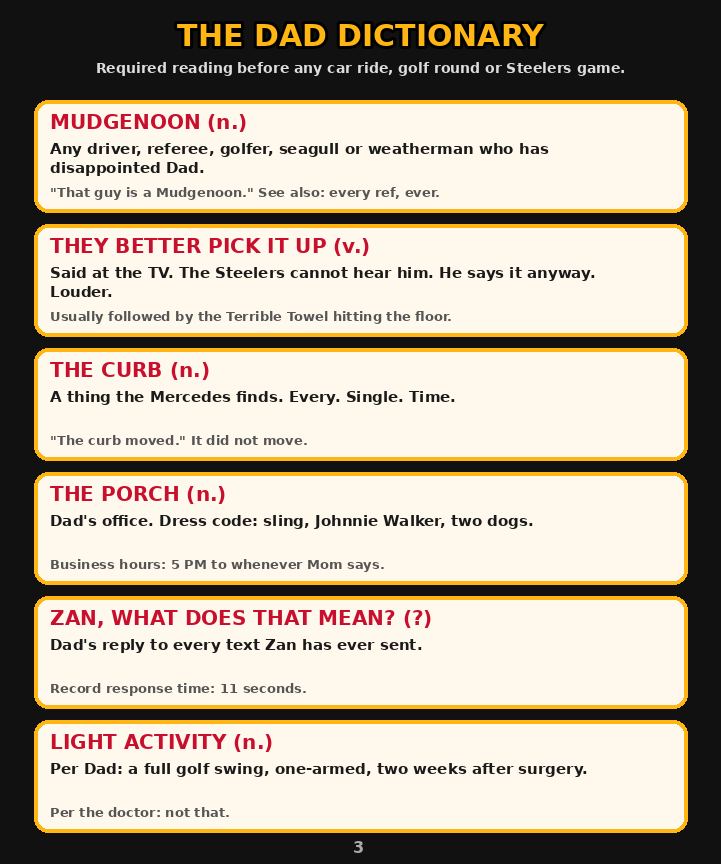 THE DAD DICTIONARY
Required reading before any car ride, golf round or Steelers game.
MUDGENOON (n.)
Any driver, referee, golfer, seagull or weatherman who has
disappointed Dad.
"That guy is a Mudgenoon." See also: every ref, ever.
THEY BETTER PICK IT UP (v.)
Said at the TV. The Steelers cannot hear him. He says it anyway.
Louder.
Usually followed by the Terrible Towel hitting the floor.
THE CURB (n.)
A thing the Mercedes finds. Every. Single. Time.
"The curb moved." It did not move.
THE PORCH (n.)
Dad's office. Dress code: sling, Johnnie Walker, two dogs.
Business hours: 5 PM to whenever Mom says.
ZAN, WHAT DOES THAT MEAN? (?)
Dad's reply to every text Zan has ever sent.
Record response time: 11 seconds.
LIGHT ACTIVITY (n.)
Per Dad: a full golf swing, one-armed, two weeks after surgery.
Per the doctor: not that.
3